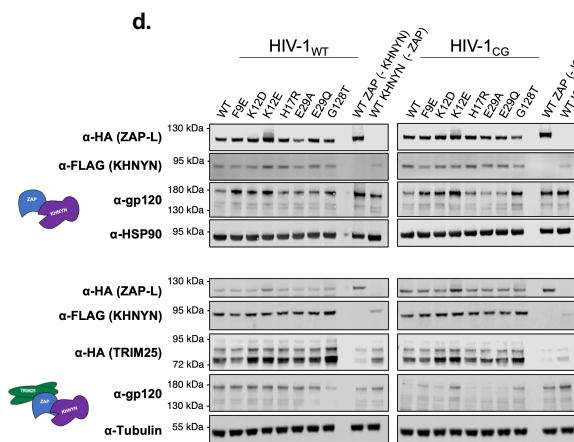 d.
HIV-1WT
HIV-1CG
WT F9E K12D K12E H17R E29A E29Q G128T WT ZAP (- KHNYN) WT KHNYN (- ZAP)
WT F9E K12D K12E H17R E29A E29Q G128T WT ZAP (-
α-HA (ZAP-L) 130 kDa
α-FLAG (KHNYN) 95 kDa
ZAP KHNYN
α-gp120 180 kDa
130 kDa
α-HSP90 95 kDa
α-HA (ZAP-L) 130 kDa
α-FLAG (KHNYN) 95 kDa
α-HA (TRIM25) 95 kDa
72 kDa
TRIM25 ZAP KHNYN
α-gp120 180 kDa
130 kDa
α-Tubulin 55 kDa